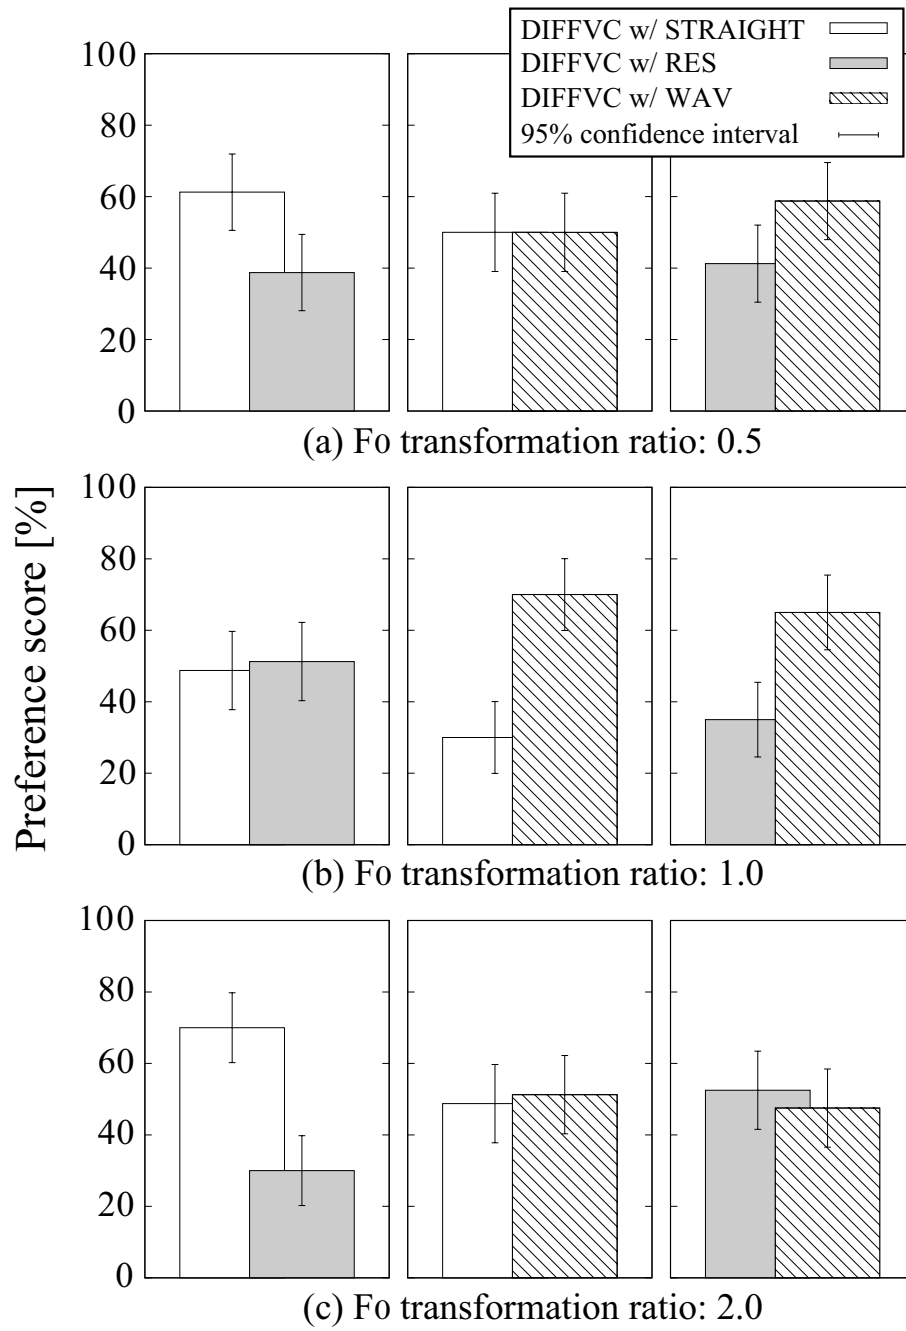 DIFFVC w/ STRAIGHT
DIFFVC w/ RES
DIFFVC w/ WAV
95% confidence interval
100
80
60
40
20
0
(a) F0 transformation ratio: 0.5
Preference score [%]
100
80
60
40
20
0
(b) F0 transformation ratio: 1.0
100
80
60
40
20
0
(c) F0 transformation ratio: 2.0